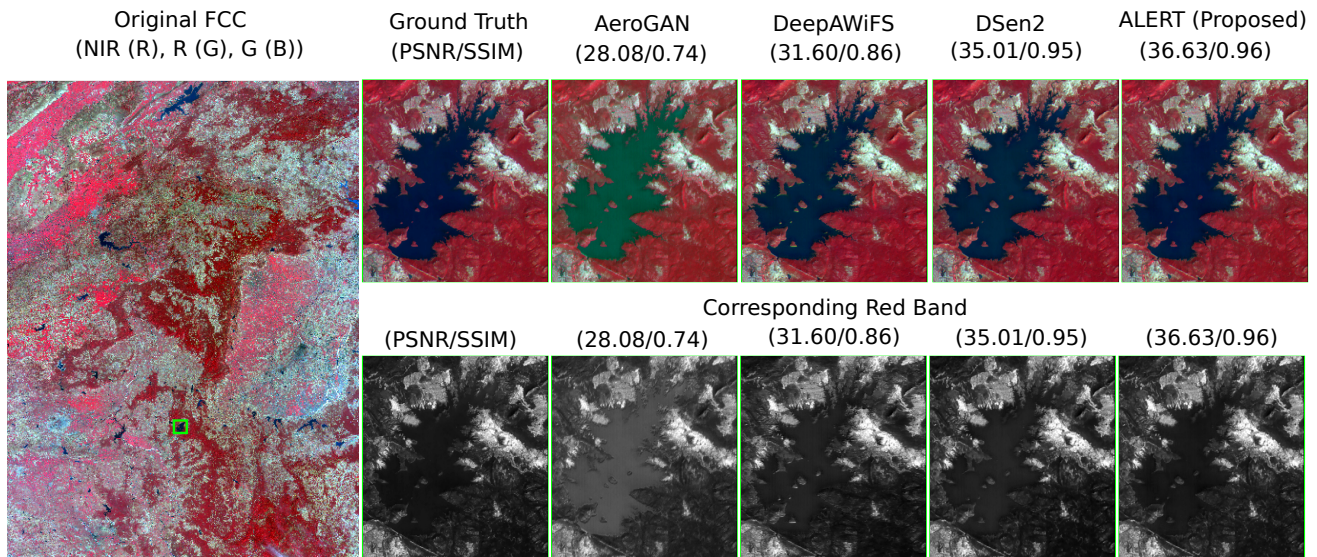 Original FCC
(NIR (R), R (G), G (B))
Ground Truth
(PSNR/SSIM)
AeroGAN
(28.08/0.74)
DeepAWiFS
(31.60/0.86)
DSen2
(35.01/0.95)
ALERT (Proposed)
(36.63/0.96)
Corresponding Red Band
(PSNR/SSIM)
(28.08/0.74)
(31.60/0.86)
(35.01/0.95)
(36.63/0.96)